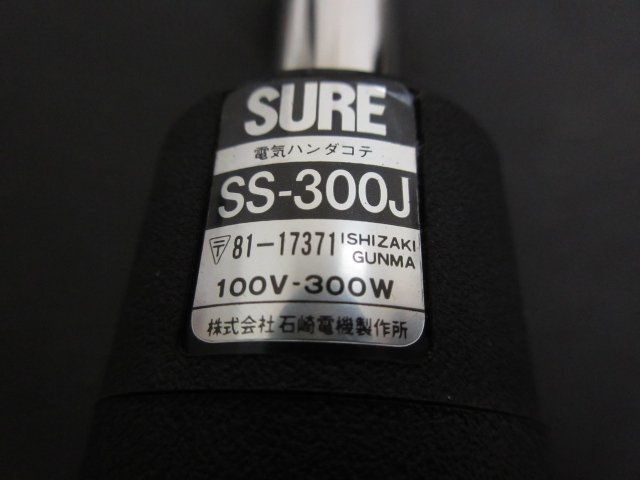 SURE
電気ハンダコテ
SS-300J
〒 81-17371 ISHIZAKI GUNMA
100V-300W
株式会社 石崎電機製作所